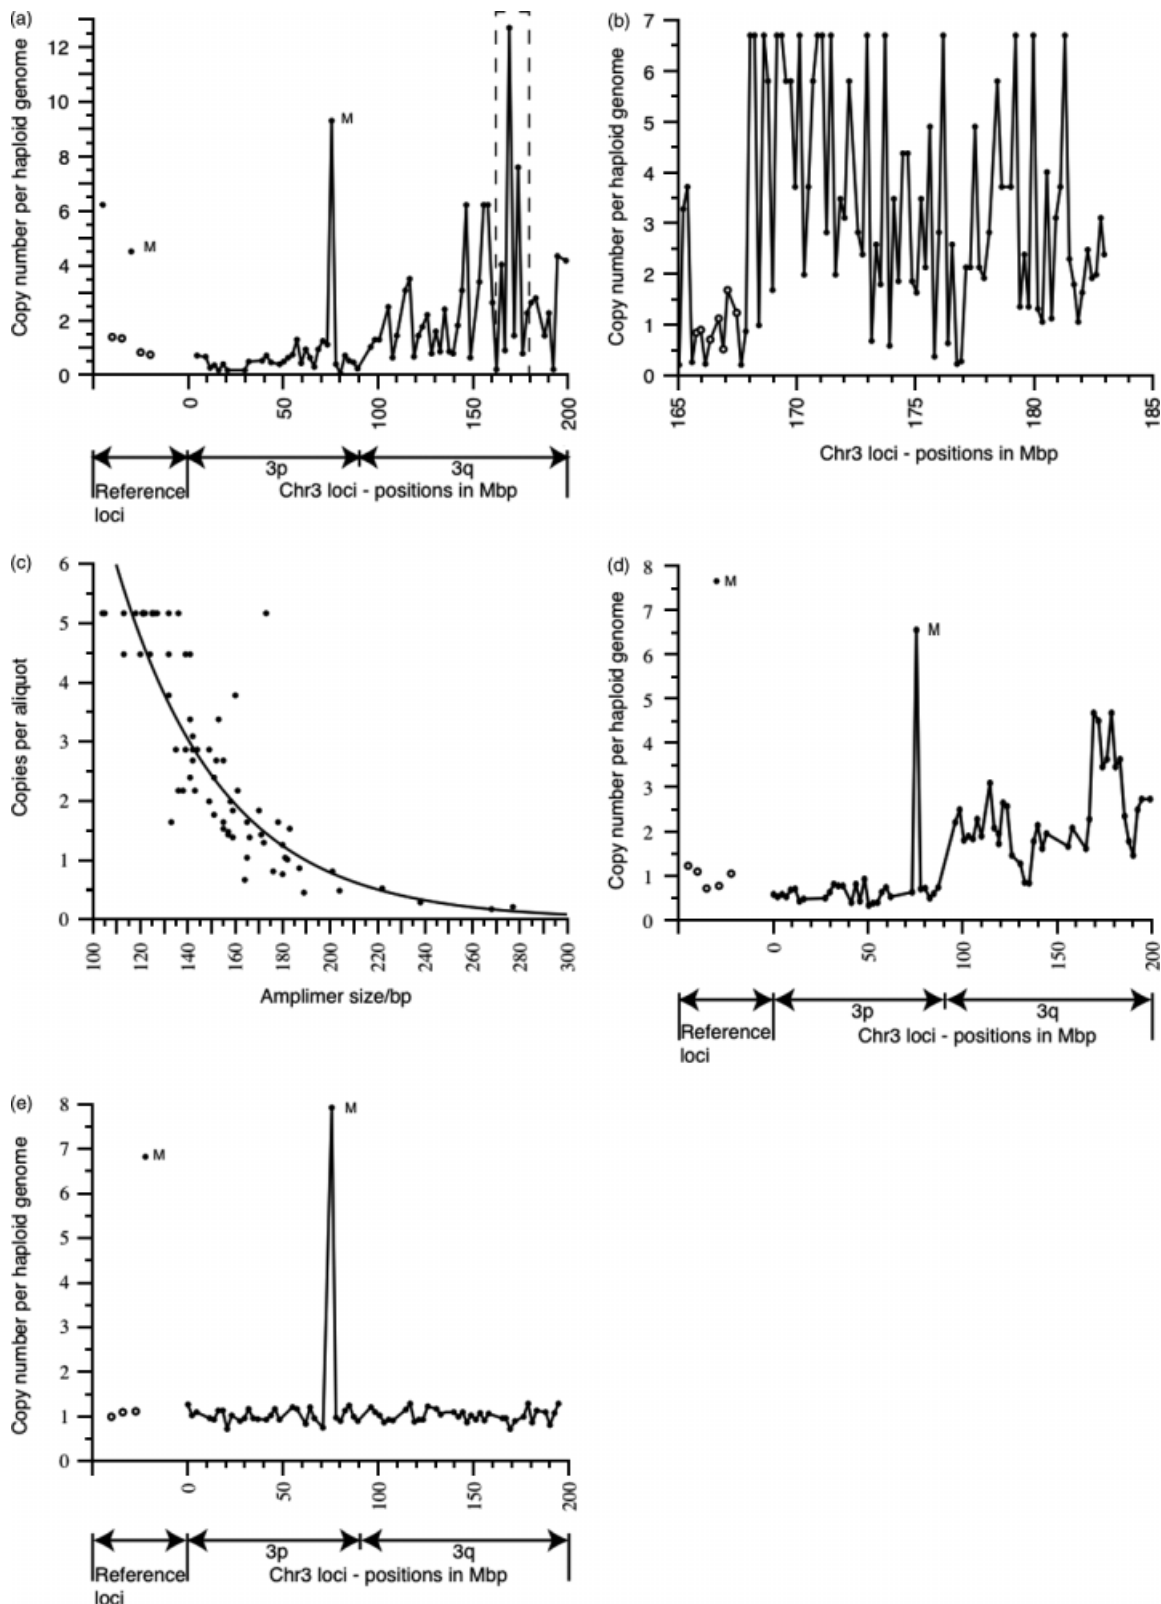 (a)
Copy number per haploid genome
12
10
8
6
4
2
0
M
M
0
50
100
150
200
3p
3q
Reference
loci
Chr3 loci - positions in Mbp
(b)
Copy number per haploid genome
7
6
5
4
3
2
1
0
165
170
175
180
185
Chr3 loci - positions in Mbp
(c)
Copies per aliquot
6
5
4
3
2
1
0
100
120
140
160
180
200
220
240
260
280
300
Amplimer size/bp
(d)
Copy number per haploid genome
8
7
6
5
4
3
2
1
0
M
M
0
50
100
150
200
3p
3q
Reference
loci
Chr3 loci - positions in Mbp
(e)
Copy number per haploid genome
8
7
6
5
4
3
2
1
0
M
M
0
50
100
150
200
3p
3q
Reference
loci
Chr3 loci - positions in Mbp